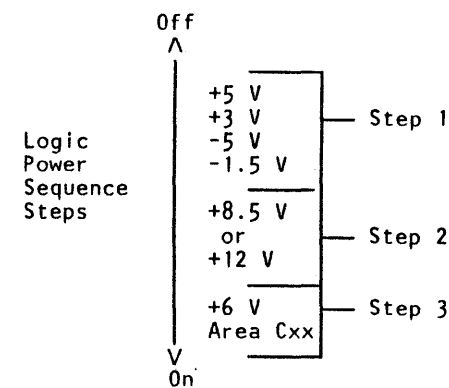 Off
+5 V
+3 V
Step 1
Logic
-5 V
Power
-1.5 V
Sequence
Steps
+8.5 V
or
Step 2
+12 V
+6 V
Step 3
Area Cxx
On